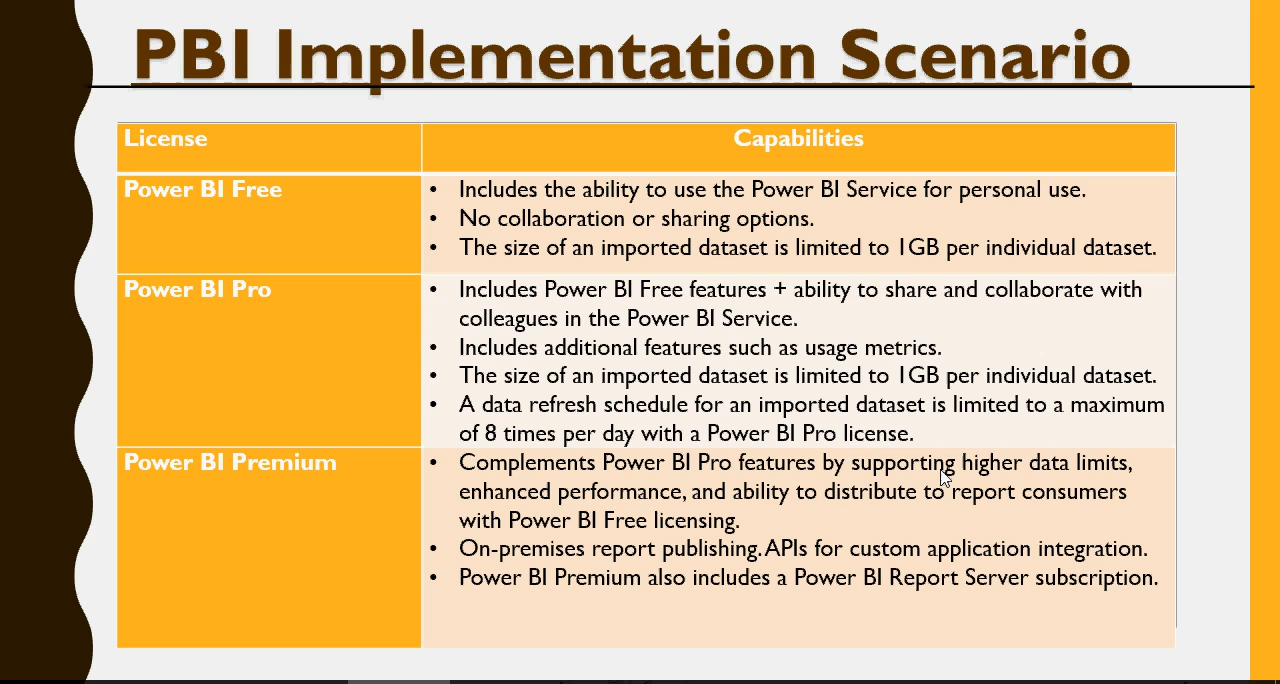 PBI Implementation Scenario
License
Capabilities
Power BI Free
• Includes the ability to use the Power BI Service for personal use.
• No collaboration or sharing options.
• The size of an imported dataset is limited to 1GB per individual dataset.
Power BI Pro
• Includes Power BI Free features + ability to share and collaborate with
colleagues in the Power BI Service.
• Includes additional features such as usage metrics.
• The size of an imported dataset is limited to 1GB per individual dataset.
• A data refresh schedule for an imported dataset is limited to a maximum
of 8 times per day with a Power BI Pro license.
Power BI Premium
• Complements Power BI Pro features by supporting higher data limits,
enhanced performance, and ability to distribute to report consumers
with Power BI Free licensing.
• On-premises report publishing. APIs for custom application integration.
• Power BI Premium also includes a Power BI Report Server subscription.